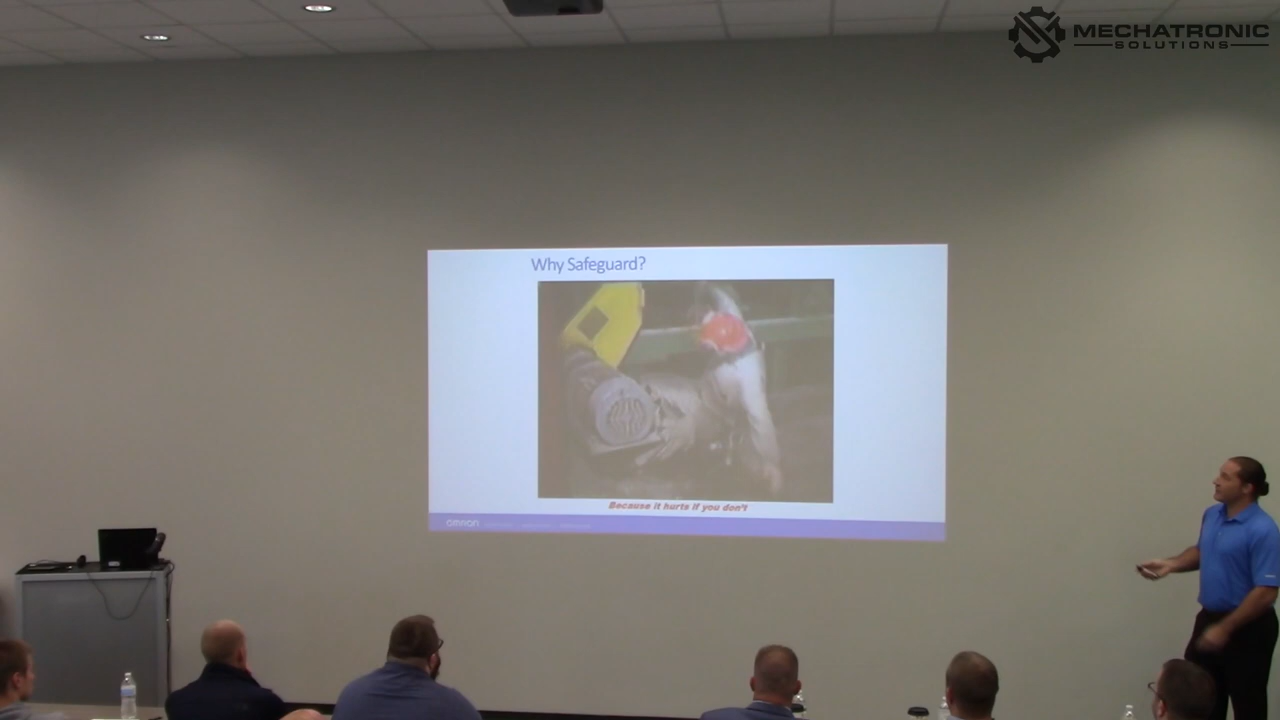 MECHATRONIC
SOLUTIONS
Why Safeguard?
Because it hurts if you don't
OMRON